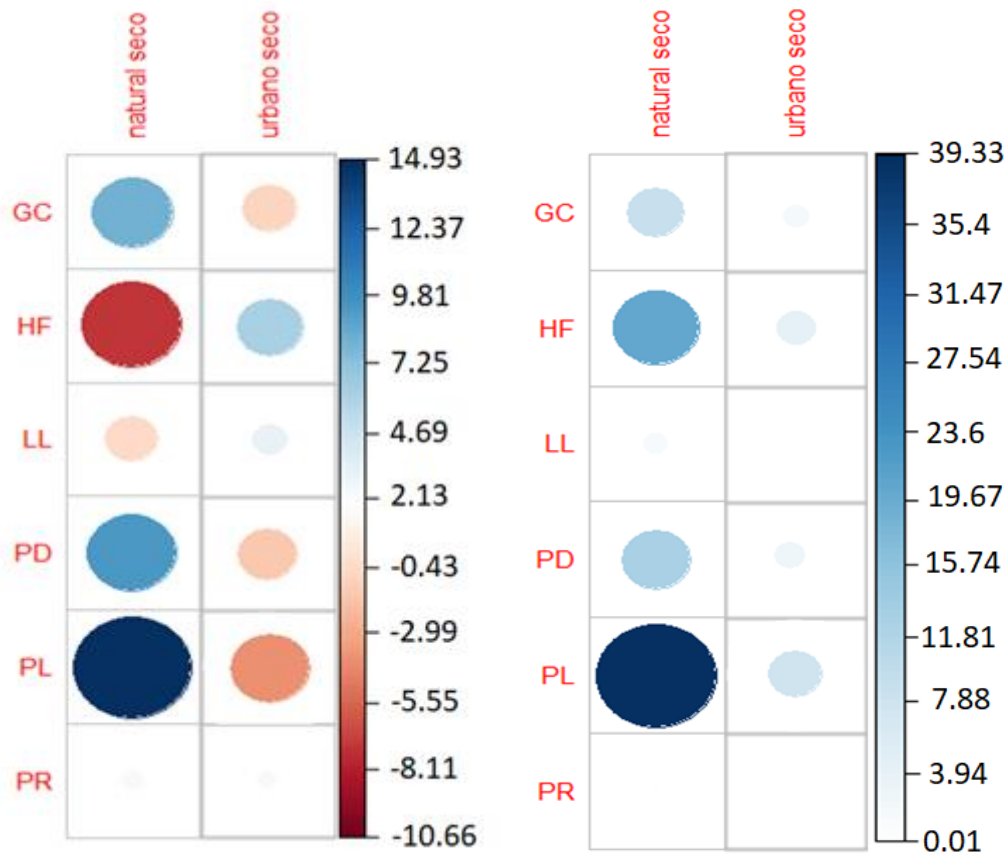 natural seco
urbano seco
GC
HF
LL
PD
PL
PR
14.93
12.37
9.81
7.25
4.69
2.13
-0.43
-2.99
-5.55
-8.11
-10.66
natural seco
urbano seco
GC
HF
LL
PD
PL
PR
39.33
35.4
31.47
27.54
23.6
19.67
15.74
11.81
7.88
3.94
0.01